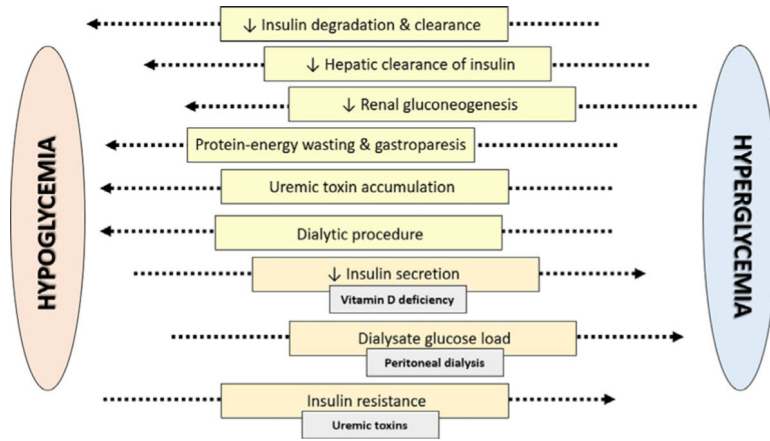 ↓ Insulin degradation & clearance
↓ Hepatic clearance of insulin
↓ Renal gluconeogenesis
Protein-energy wasting & gastroparesis
Uremic toxin accumulation
Dialytic procedure
↓ Insulin secretion
Vitamin D deficiency
Dialysate glucose load
Peritoneal dialysis
Insulin resistance
Uremic toxins
HYPOGLYCEMIA
HYPERGLYCEMIA